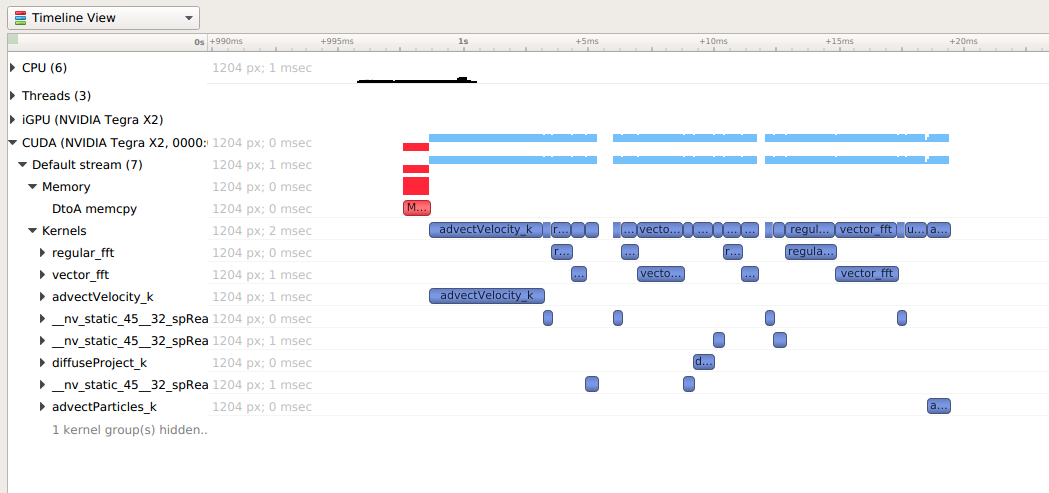 Timeline View
0s +990ms +995ms 1s +5ms +10ms +15ms +20ms
CPU (6) 1204 px; 1 msec
Threads (3)
iGPU (NVIDIA Tegra X2)
CUDA (NVIDIA Tegra X2, 0000: 1204 px; 0 msec
Default stream (7) 1204 px; 1 msec
Memory 1204 px; 0 msec
DtoA memcpy 1204 px; 0 msec M...
Kernels 1204 px; 2 msec advectVelocity_k r... ... ... vecto... ... ... ... regul... vector_fft u... a...
regular_fft 1204 px; 0 msec r... ... r... regula...
vector_fft 1204 px; 1 msec ... vecto... ... vector_fft
advectVelocity_k 1204 px; 1 msec advectVelocity_k
__nv_static_45__32_spRea 1204 px; 0 msec
__nv_static_45__32_spRea 1204 px; 1 msec
diffuseProject_k 1204 px; 0 msec d...
__nv_static_45__32_spRea 1204 px; 1 msec
advectParticles_k 1204 px; 0 msec a...
1 kernel group(s) hidden..